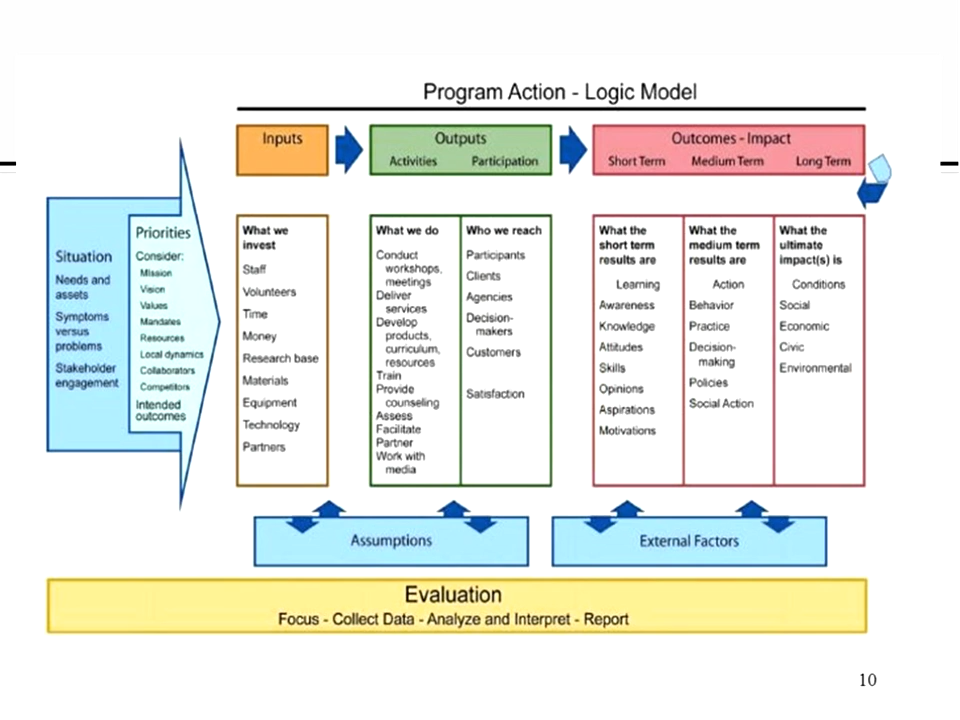 Program Action - Logic Model
Inputs
Outputs
Activities Participation
Outcomes - Impact
Short Term Medium Term Long Term
Situation
Needs and
assets
Symptoms
versus
problems
Stakeholder
engagement
Priorities
Consider:
Mission
Vision
Values
Mandates
Resources
Local dynamics
Collaborators
Competitors
Intended
outcomes
What we
invest
Staff
Volunteers
Time
Money
Research base
Materials
Equipment
Technology
Partners
What we do
Conduct
workshops,
meetings
Deliver
services
Develop
products,
curriculum,
resources
Train
Provide
counseling
Assess
Facilitate
Partner
Work with
media
Who we reach
Participants
Clients
Agencies
Decision-
makers
Customers
Satisfaction
What the
short term
results are
Learning
Awareness
Knowledge
Attitudes
Skills
Opinions
Aspirations
Motivations
What the
medium term
results are
Action
Behavior
Practice
Decision-
making
Policies
Social Action
What the
ultimate
impact(s) is
Conditions
Social
Economic
Civic
Environmental
Assumptions
External Factors
Evaluation
Focus - Collect Data - Analyze and Interpret - Report
10